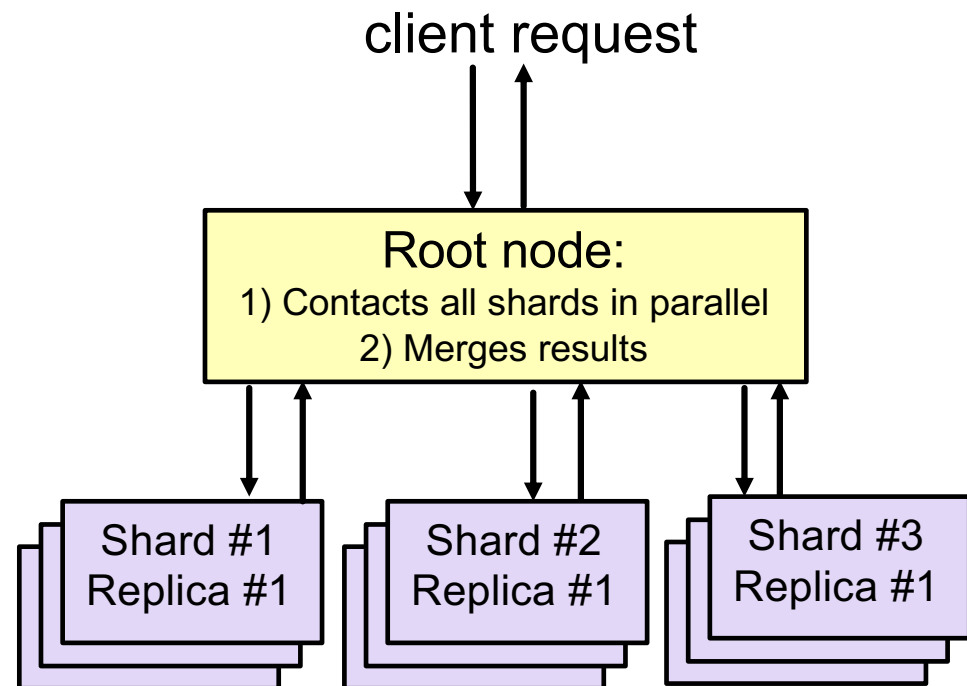 client request
Root node:
1) Contacts all shards in parallel
2) Merges results
Shard #1
Replica #1
Shard #2
Replica #1
Shard #3
Replica #1